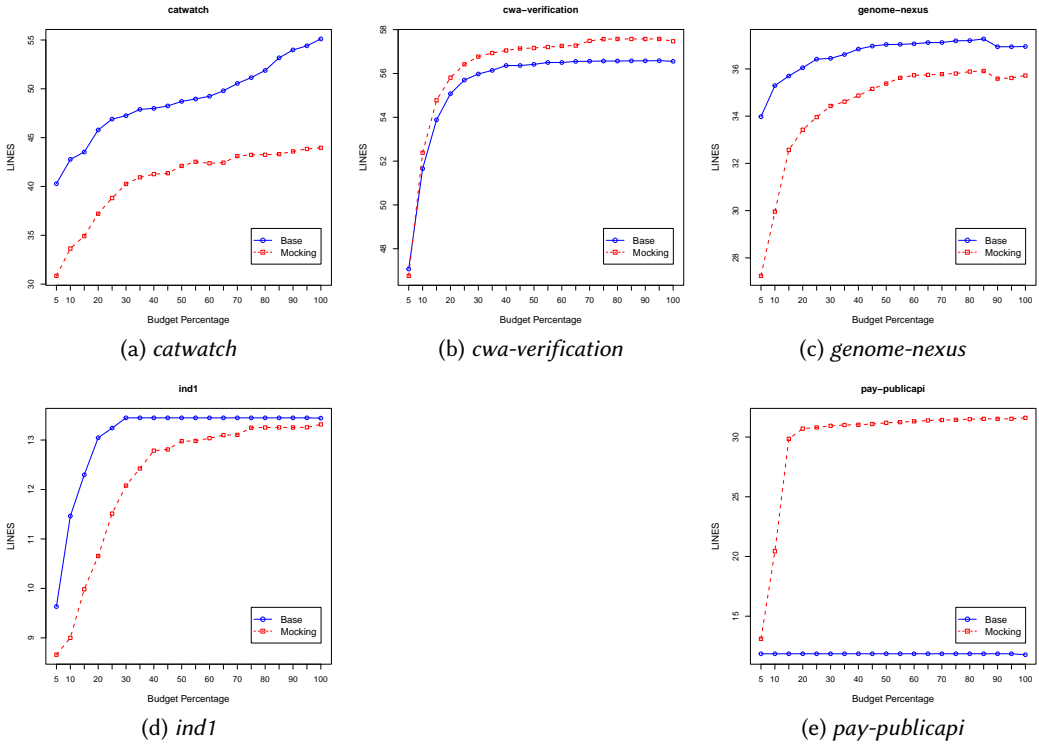 catwatch
LINES
30
35
40
45
50
55
5
10
20
30
40
50
60
70
80
90
100
Budget Percentage
Base
Mocking
(a) catwatch
cwa−verification
LINES
48
50
52
54
56
58
5
10
20
30
40
50
60
70
80
90
100
Budget Percentage
Base
Mocking
(b) cwa-verification
genome−nexus
LINES
28
30
32
34
36
5
10
20
30
40
50
60
70
80
90
100
Budget Percentage
Base
Mocking
(c) genome-nexus
ind1
LINES
9
10
11
12
13
5
10
20
30
40
50
60
70
80
90
100
Budget Percentage
Base
Mocking
(d) ind1
pay−publicapi
LINES
15
20
25
30
5
10
20
30
40
50
60
70
80
90
100
Budget Percentage
Base
Mocking
(e) pay-publicapi